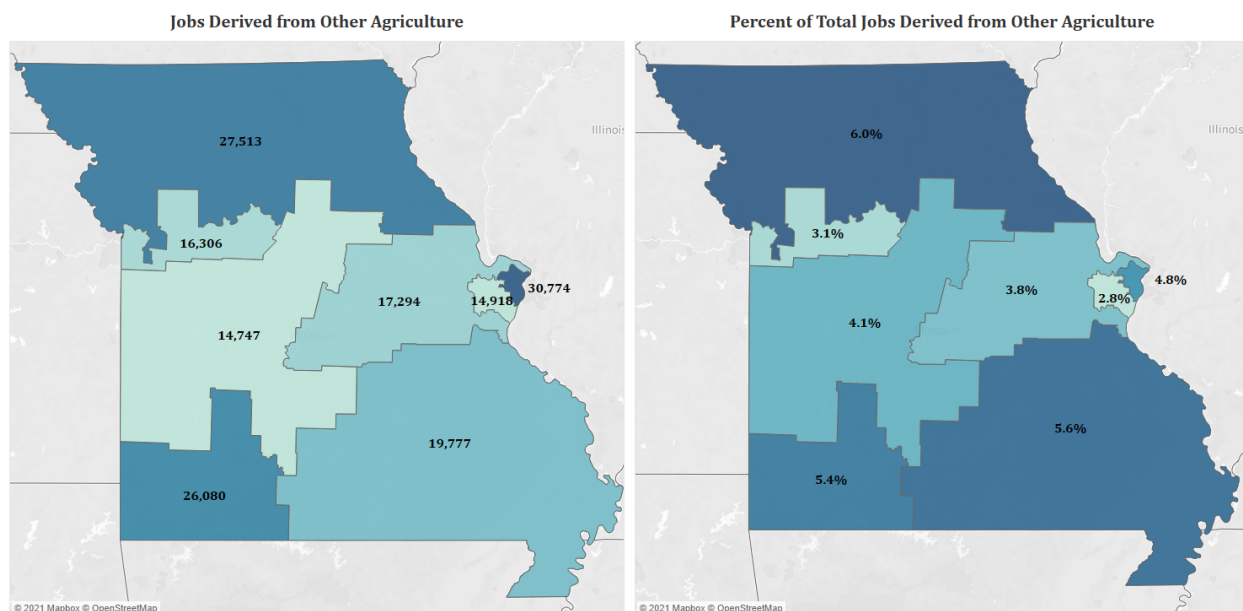 Jobs Derived from Other Agriculture
Percent of Total Jobs Derived from Other Agriculture
27,513
Illinois
16,306
30,774
17,294
14,918
14,747
19,777
26,080
© 2021 Mapbox © OpenStreetMap
6.0%
Illinois
3.1%
4.8%
3.8%
2.8%
4.1%
5.6%
5.4%
© 2021 Mapbox © OpenStreetMap